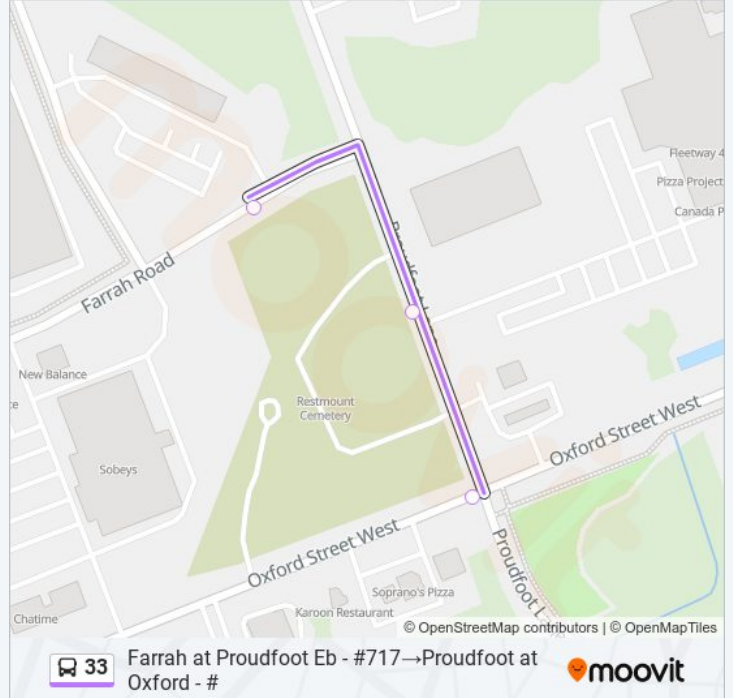 Fleetway 4
Pizza Project
Canada P
Farrah Road
New Balance
ce
Restmount
Cemetery
Oxford Street West
Sobeys
Oxford Street West
Proudfoot L
Soprano's Pizza
Karoon Restaurant
Chatime
© OpenStreetMap contributors | © OpenMapTiles
33
Farrah at Proudfoot Eb - #717→Proudfoot at
Oxford - #
moovit